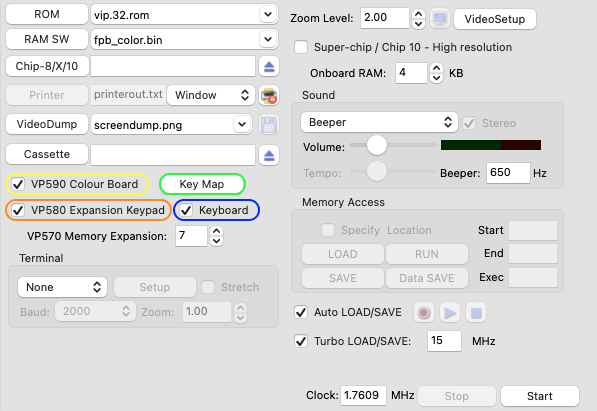 ROM vip.32.rom
RAM SW fpb_color.bin
Chip-8/X/10
Printer printerout.txt Window
VideoDump screendump.png
Cassette
VP590 Colour Board Key Map
VP580 Expansion Keypad Keyboard
VP570 Memory Expansion: 7
Terminal
None Setup Stretch
Baud: 2000 Zoom: 1.00
Zoom Level: 2.00 VideoSetup
Super-chip / Chip 10 - High resolution
Onboard RAM: 4 KB
Sound
Beeper Stereo
Volume:
Tempo: Beeper: 650 Hz
Memory Access
Specify Location Start
LOAD RUN End
SAVE Data SAVE Exec
Auto LOAD/SAVE
Turbo LOAD/SAVE: 15 MHz
Clock: 1.7609 MHz Stop Start